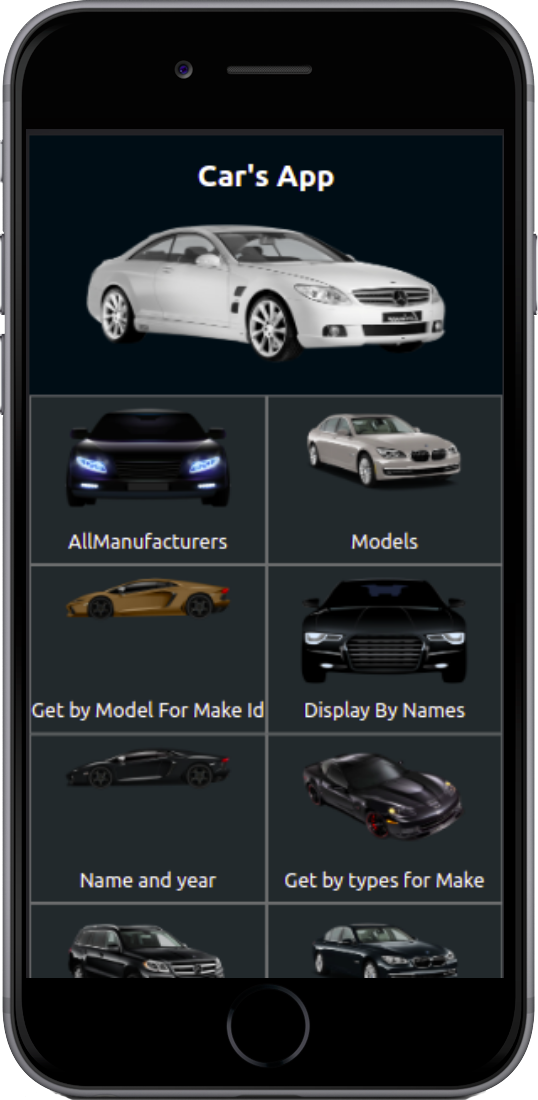 Car's App
AllManufacturers
Models
Get by Model For Make Id
Display By Names
Name and year
Get by types for Make